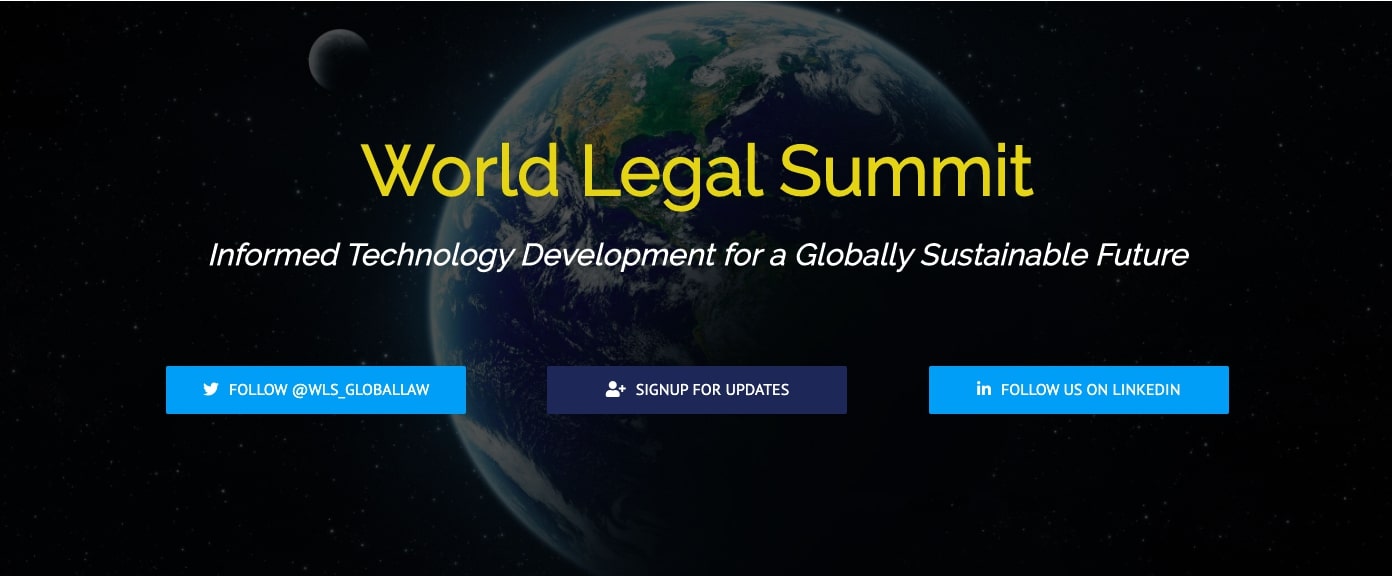 World Legal Summit
Informed Technology Development for a Globally Sustainable Future
FOLLOW @WLS_GLOBALLAW
SIGNUP FOR UPDATES
in FOLLOW US ON LINKEDIN